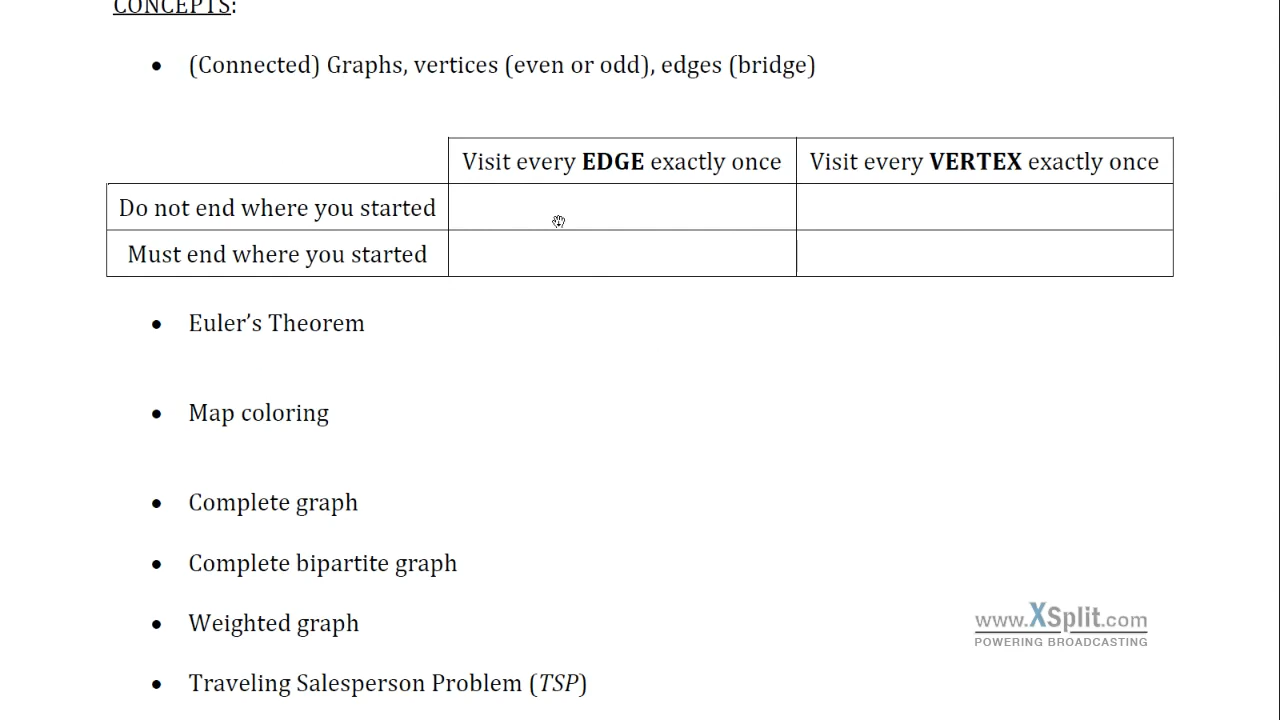 CONCEPTS:
• (Connected) Graphs, vertices (even or odd), edges (bridge)
Visit every EDGE exactly once Visit every VERTEX exactly once
Do not end where you started
Must end where you started
• Euler’s Theorem
• Map coloring
• Complete graph
• Complete bipartite graph
• Weighted graph
www.XSplit.com
POWERING BROADCASTING
• Traveling Salesperson Problem (TSP)